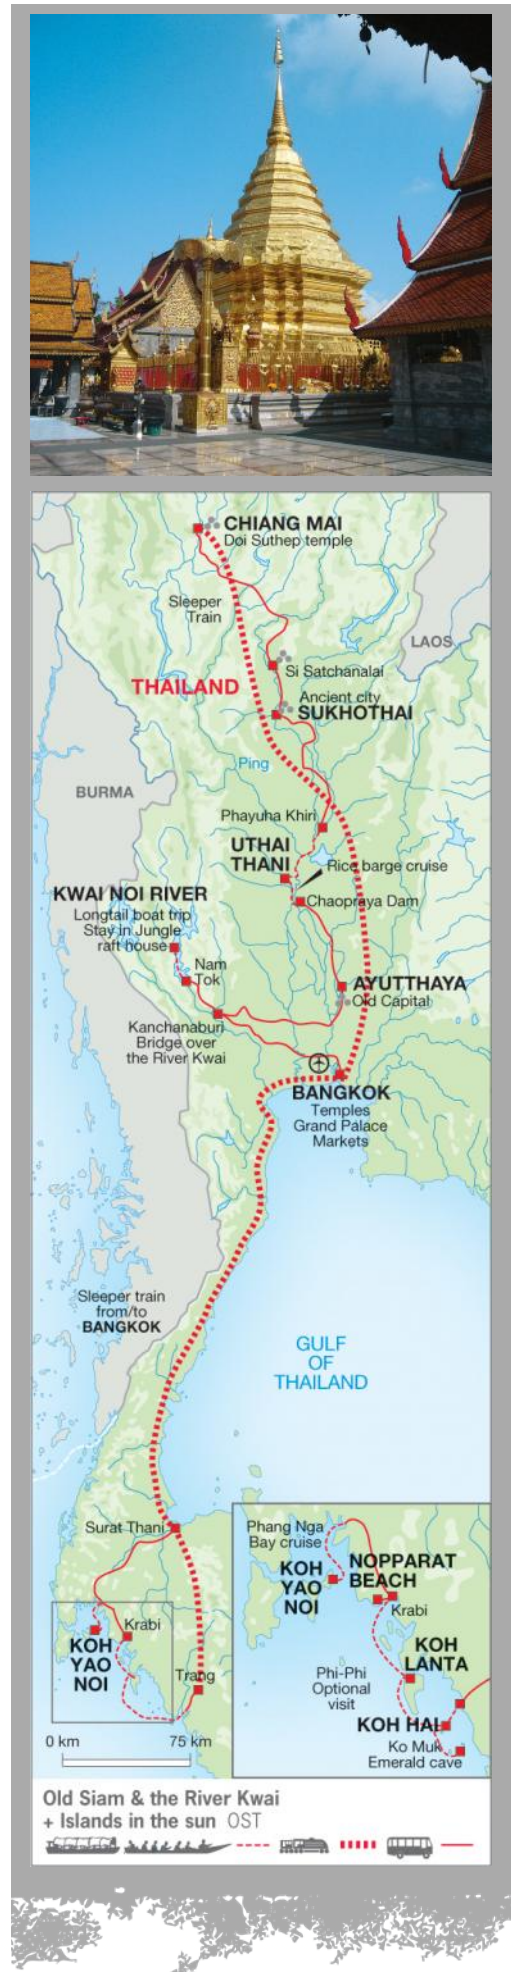 CHIANG MAI
Doi Suthep temple
Sleeper
Train
LAOS
Si Satchanalai
THAILAND
Ancient city
SUKHOTHAI
Ping
BURMA
Phayuha Khiri
UTHAI
THANI
Rice barge cruise
KWAI NOI RIVER
Chaopraya Dam
Longtail boat trip
Stay in Jungle
raft house
Nam
Tok
AYUTTHAYA
Old Capital
Kanchanaburi
Bridge over
the River Kwai
BANGKOK
Temples
Grand Palace
Markets
Sleeper train
from/to
BANGKOK
GULF
OF
THAILAND
Surat Thani
Krabi
KOH
YAO
NOI
Trang
0 km 75 km
Phang Nga
Bay cruise
KOH
YAO
NOI
NOPPARAT
BEACH
Krabi
KOH
LANTA
Phi-Phi
Optional
visit
KOH HAI
Ko Muk
Emerald cave
Old Siam & the River Kwai
+ Islands in the sun OST